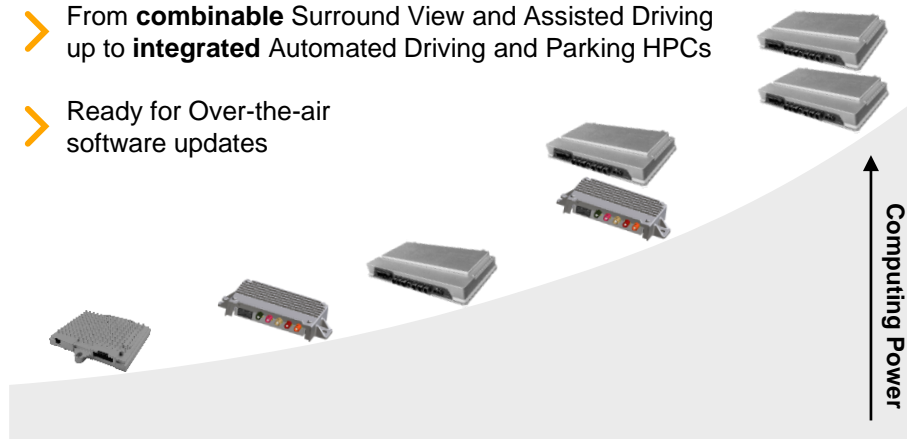 From combinable Surround View and Assisted Driving
up to integrated Automated Driving and Parking HPCs
Ready for Over-the-air
software updates
Computing Power